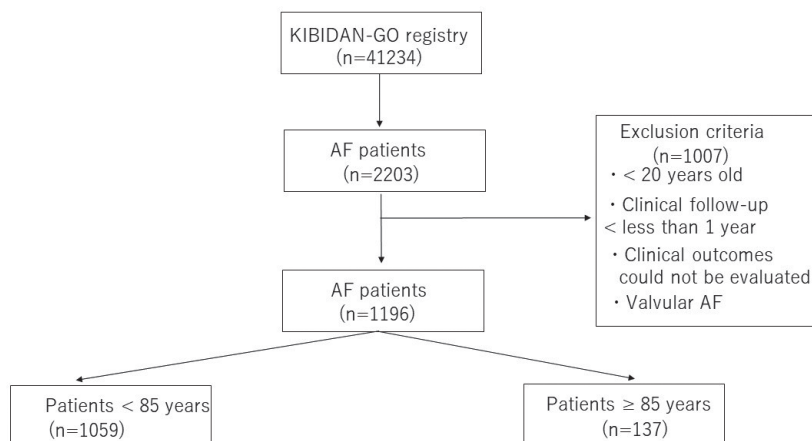 KIBIDAN-GO registry
(n=41234)
AF patients
(n=2203)
Exclusion criteria
(n=1007)
・< 20 years old
・Clinical follow-up
< less than 1 year
・Clinical outcomes
could not be evaluated
・Valvular AF
AF patients
(n=1196)
Patients < 85 years
(n=1059)
Patients ≥ 85 years
(n=137)